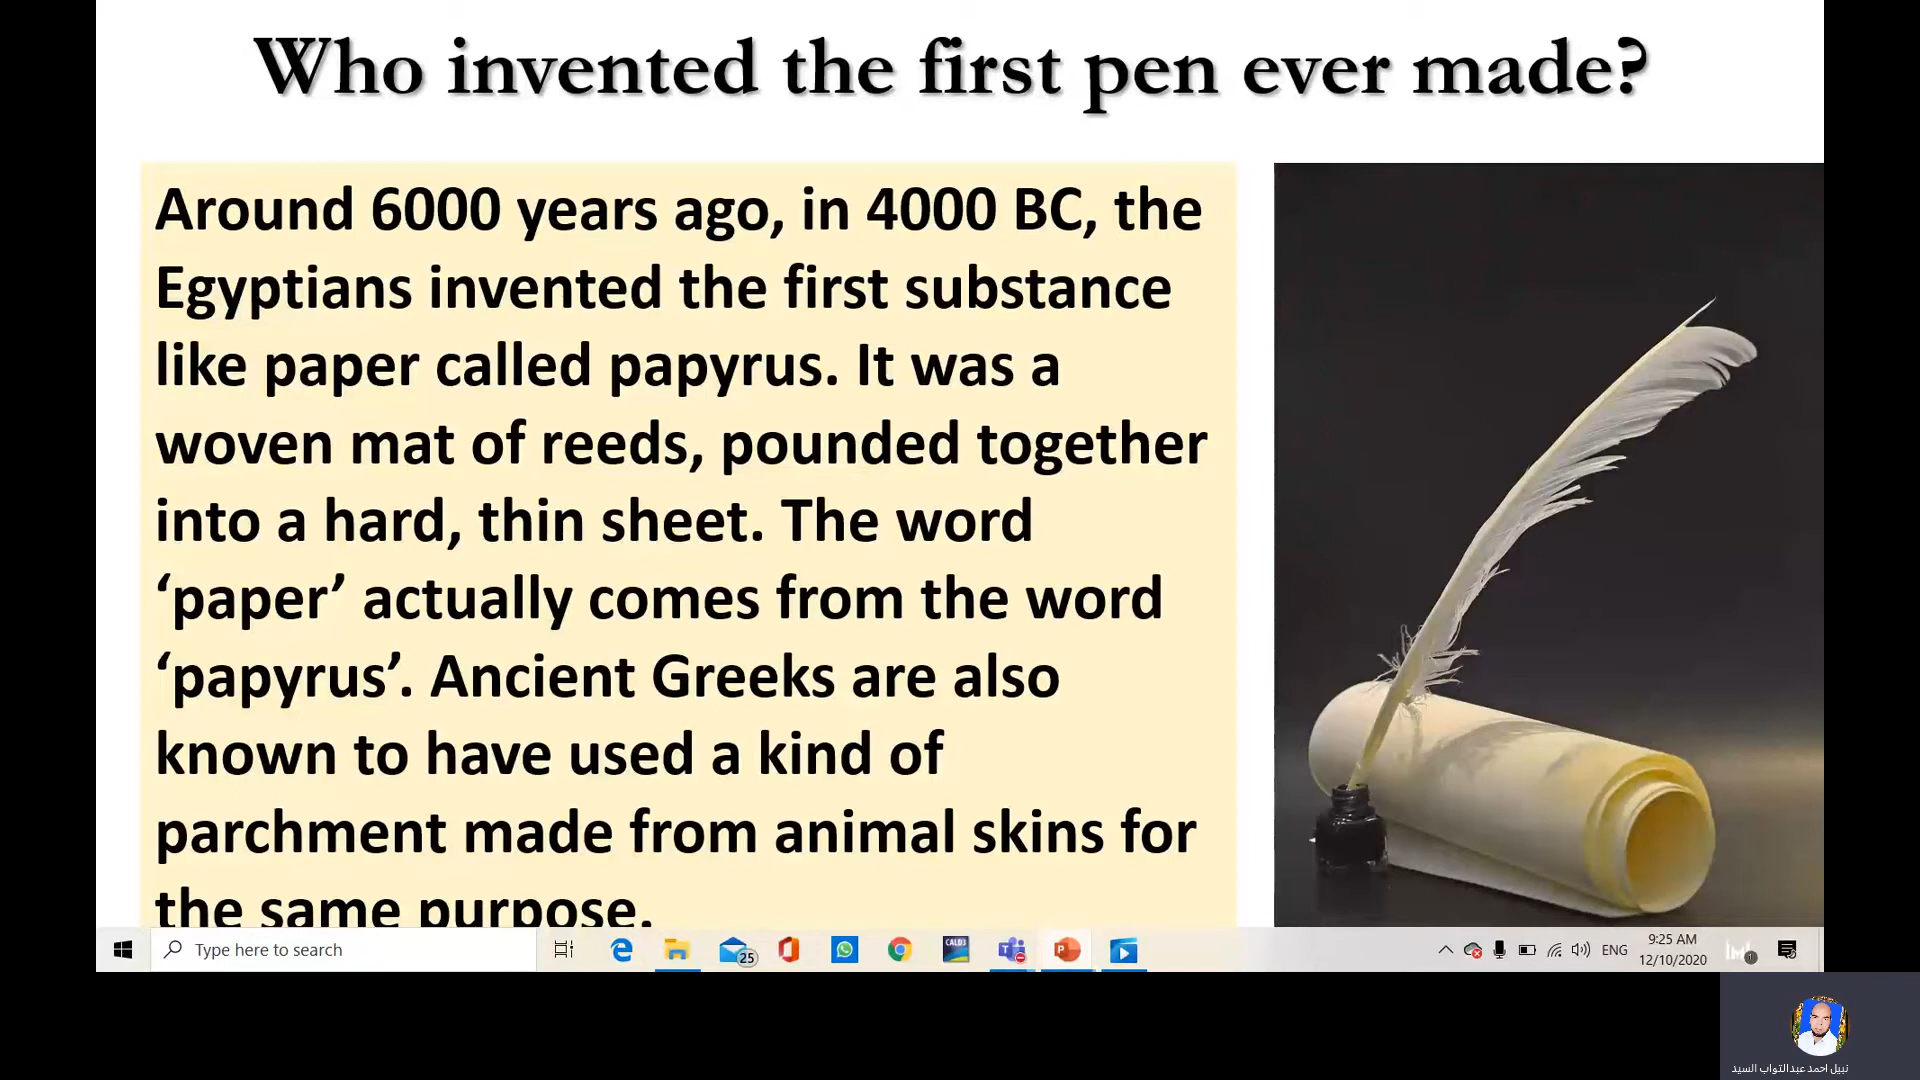 Who invented the first pen ever made?
Around 6000 years ago, in 4000 BC, the
Egyptians invented the first substance
like paper called papyrus. It was a
woven mat of reeds, pounded together
into a hard, thin sheet. The word
‘paper’ actually comes from the word
‘papyrus’. Ancient Greeks are also
known to have used a kind of
parchment made from animal skins for
the same purpose.
Type here to search
25
CALD3
ENG
9:25 AM
12/10/2020
1
نبيل احمد عبدالتواب السيد